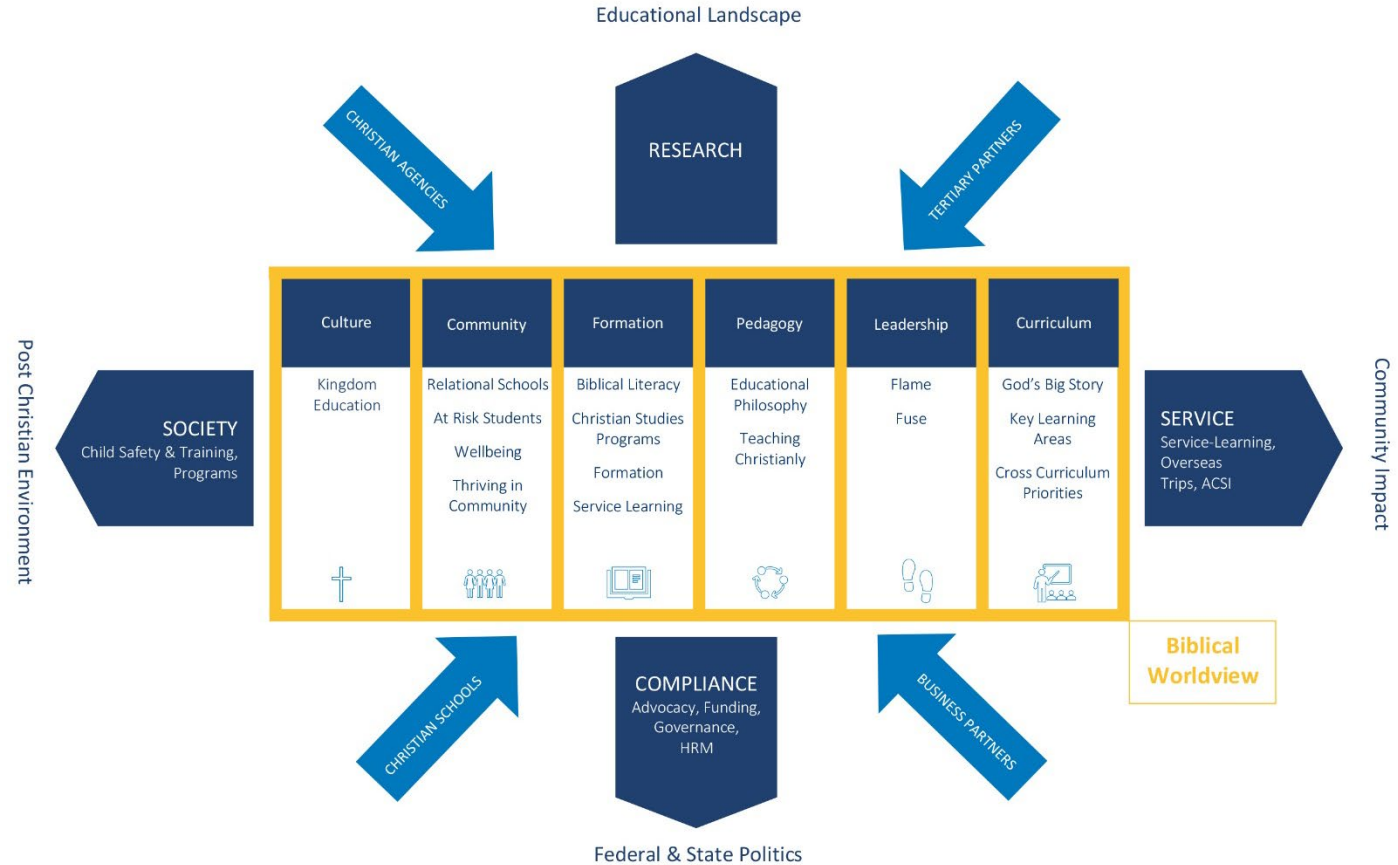 Educational Landscape
CHRISTIAN AGENCIES
RESEARCH
TERTIARY PARTNERS
Culture
Community
Formation
Pedagogy
Leadership
Curriculum
Kingdom
Education
Relational Schools
At Risk Students
Wellbeing
Thriving in
Community
Biblical Literacy
Christian Studies
Programs
Formation
Service Learning
Educational
Philosophy
Teaching
Christianly
Flame
Fuse
God's Big Story
Key Learning
Areas
Cross Curriculum
Priorities
Post Christian Environment
SOCIETY
Child Safety & Training,
Programs
SERVICE
Service-Learning,
Overseas
Trips, ACSI
Community Impact
Biblical
Worldview
CHRISTIAN SCHOOLS
COMPLIANCE
Advocacy, Funding,
Governance,
HRM
BUSINESS PARTNERS
Federal & State Politics